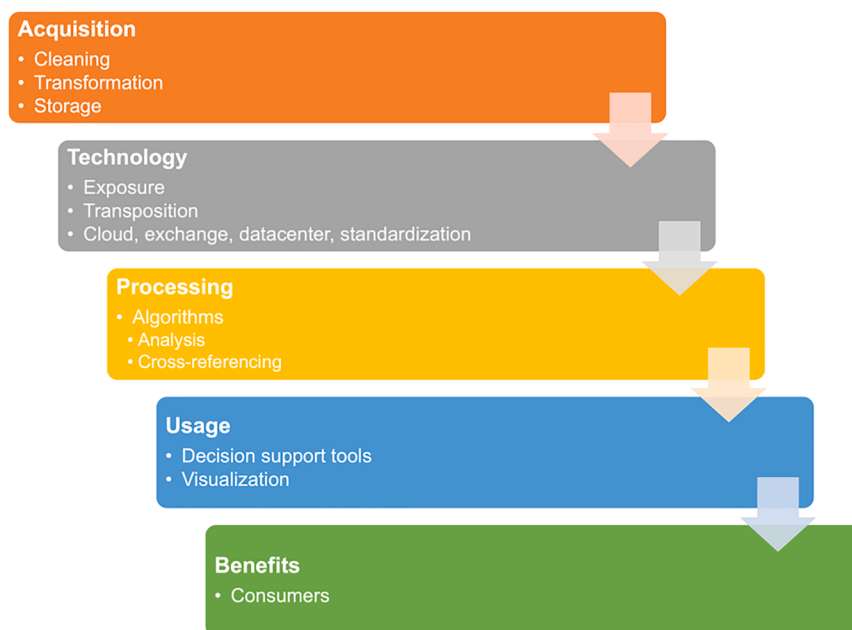 Acquisition
• Cleaning
• Transformation
• Storage
Technology
• Exposure
• Transposition
• Cloud, exchange, datacenter, standardization
Processing
• Algorithms
• Analysis
• Cross-referencing
Usage
• Decision support tools
• Visualization
Benefits
• Consumers